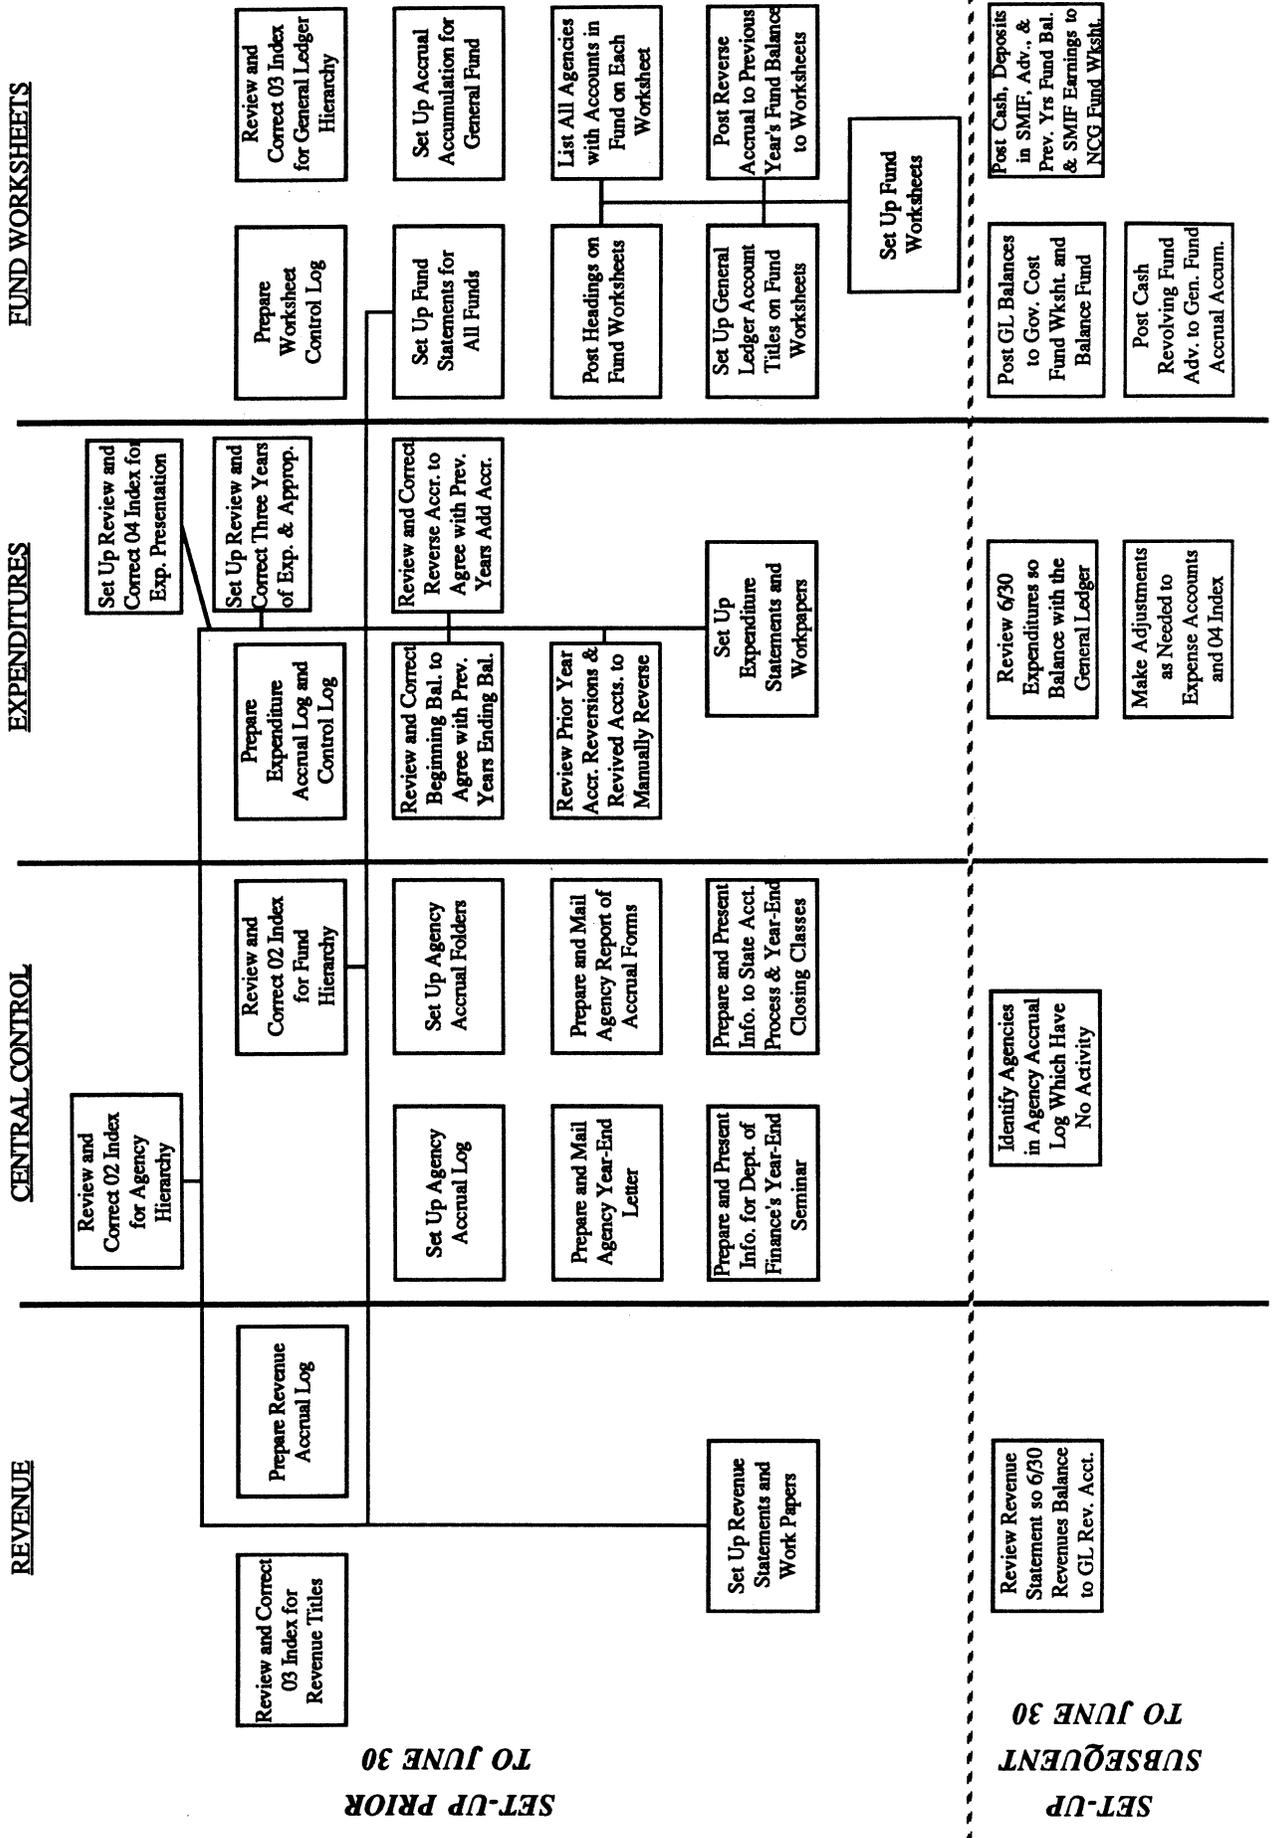 REVENUE
CENTRAL CONTROL
EXPENDITURES
FUND WORKSHEETS
SET-UP PRIOR
TO JUNE 30
Review and Correct
03 Index for
Revenue Titles
Prepare Revenue
Accrual Log
Set Up Revenue
Statements and
Work Papers
Review and
Correct 02 Index
for Agency
Hierarchy
Review and
Correct 02 Index
for Fund
Hierarchy
Set Up Agency
Accrual Log
Set Up Agency
Accrual Folders
Prepare and Mail
Agency Year-End
Letter
Prepare and Mail
Agency Report of
Accrual Forms
Prepare and Present
Info. for Dept. of
Finance's Year-End
Seminar
Prepare and Present
Info. to State Acct.
Process & Year-End
Closing Classes
Set Up Review and
Correct 04 Index for
Exp. Presentation
Prepare
Expenditure
Accrual Log and
Control Log
Set Up Review and
Correct Three Years
of Exp. & Approp.
Review and Correct
Beginning Bal. to
Agree with Prev.
Years Ending Bal.
Review and Correct
Reverse Accr. to
Agree with Prev.
Years Add Accr.
Review Prior Year
Accr. Reversions &
Revived Accts. to
Manually Reverse
Set Up
Expenditure
Statements and
Workpapers
Prepare
Worksheet
Control Log
Review and
Correct 03 Index
for General Ledger
Hierarchy
Set Up Fund
Statements for
All Funds
Set Up Accrual
Accumulation for
General Fund
Post Headings on
Fund Worksheets
List All Agencies
with Accounts in
Fund on Each
Worksheet
Set Up General
Ledger Account
Titles on Fund
Worksheets
Post Reverse
Accrual to Previous
Year's Fund Balance
to Worksheets
Set Up Fund
Worksheets
SET-UP
SUBSEQUENT
TO JUNE 30
Review Revenue
Statement so 6/30
Revenues Balance
to GL Rev. Acct.
Identify Agencies
in Agency Accrual
Log Which Have
No Activity
Review 6/30
Expenditures so
Balance with the
General Ledger
Make Adjustments
as Needed to
Expense Accounts
and 04 Index
Post GL Balances
to Gov. Cost
Fund Wksht. and
Balance Fund
Post Cash, Deposits
in SMIF, Adv., &
Prev. Yrs Fund Bal.
& SMIF Earnings to
NCG Fund Wksht.
Post Cash
Revolving Fund
Adv. to Gen. Fund
Accrual Accum.